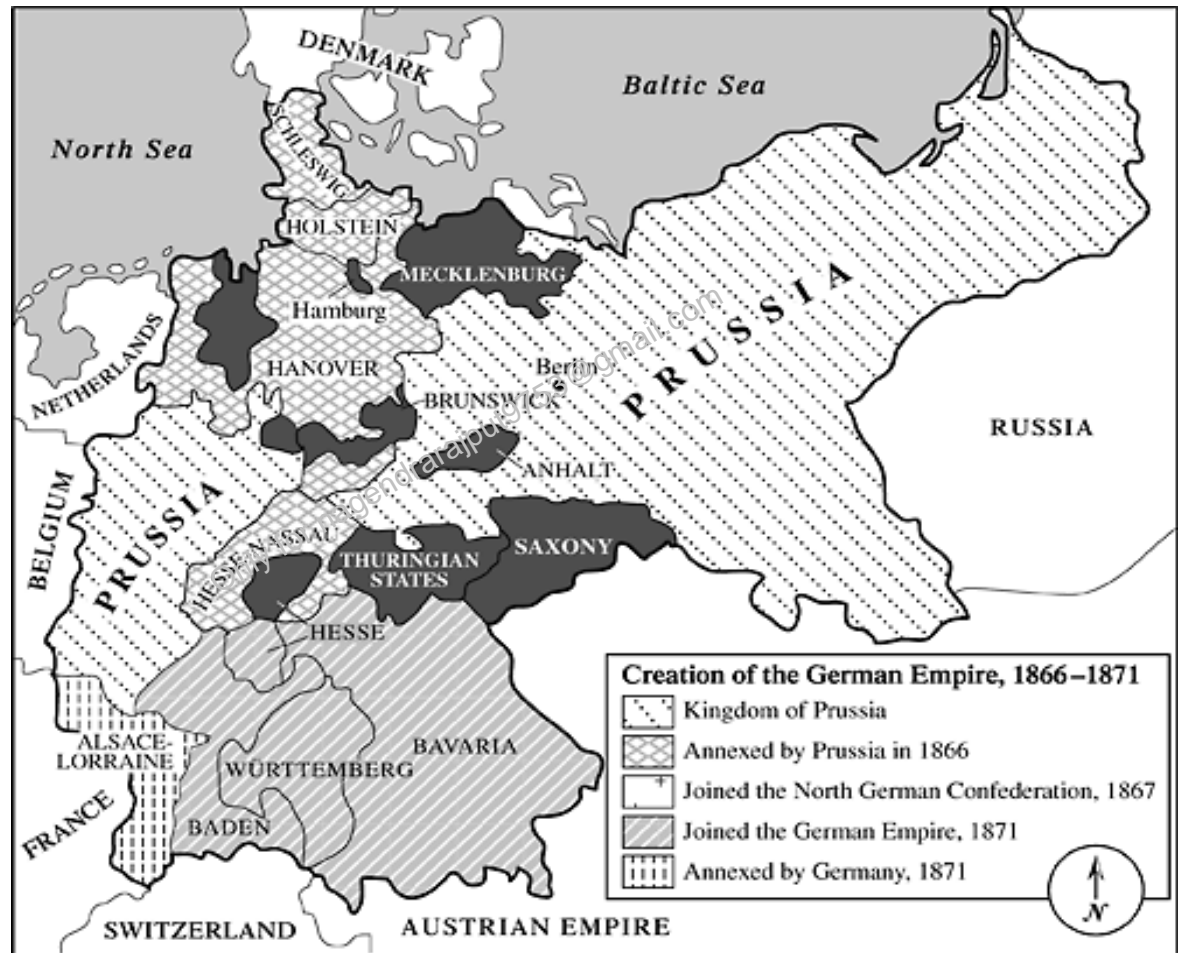 DENMARK
Baltic Sea
North Sea
SCHLESWIG
HOLSTEIN
MECKLENBURG
Hamburg
NETHERLANDS
HANOVER
Berlin
PRUSSIA
BRUNSWICK
RUSSIA
ANHALT
BELGIUM
PRUSSIA
HESSE-NASSAU
THURINGIAN
STATES
SAXONY
HESSE
ALSACE-
LORRAINE
WÜRTTEMBERG
BAVARIA
FRANCE
BADEN
SWITZERLAND
AUSTRIAN EMPIRE
Creation of the German Empire, 1866–1871
Kingdom of Prussia
Annexed by Prussia in 1866
Joined the North German Confederation, 1867
Joined the German Empire, 1871
Annexed by Germany, 1871
N